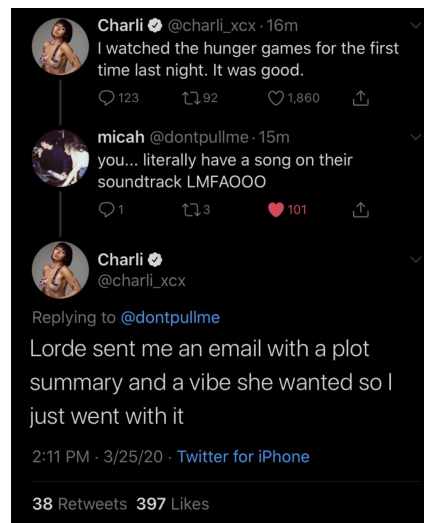 Charli @charli_xcx · 16m
I watched the hunger games for the first
time last night. It was good.
123 92 1,860
micah @dontpullme · 15m
you... literally have a song on their
soundtrack LMFAOOO
1 3 101
Charli
@charli_xcx
Replying to @dontpullme
Lorde sent me an email with a plot
summary and a vibe she wanted so I
just went with it
2:11 PM · 3/25/20 · Twitter for iPhone
38 Retweets 397 Likes